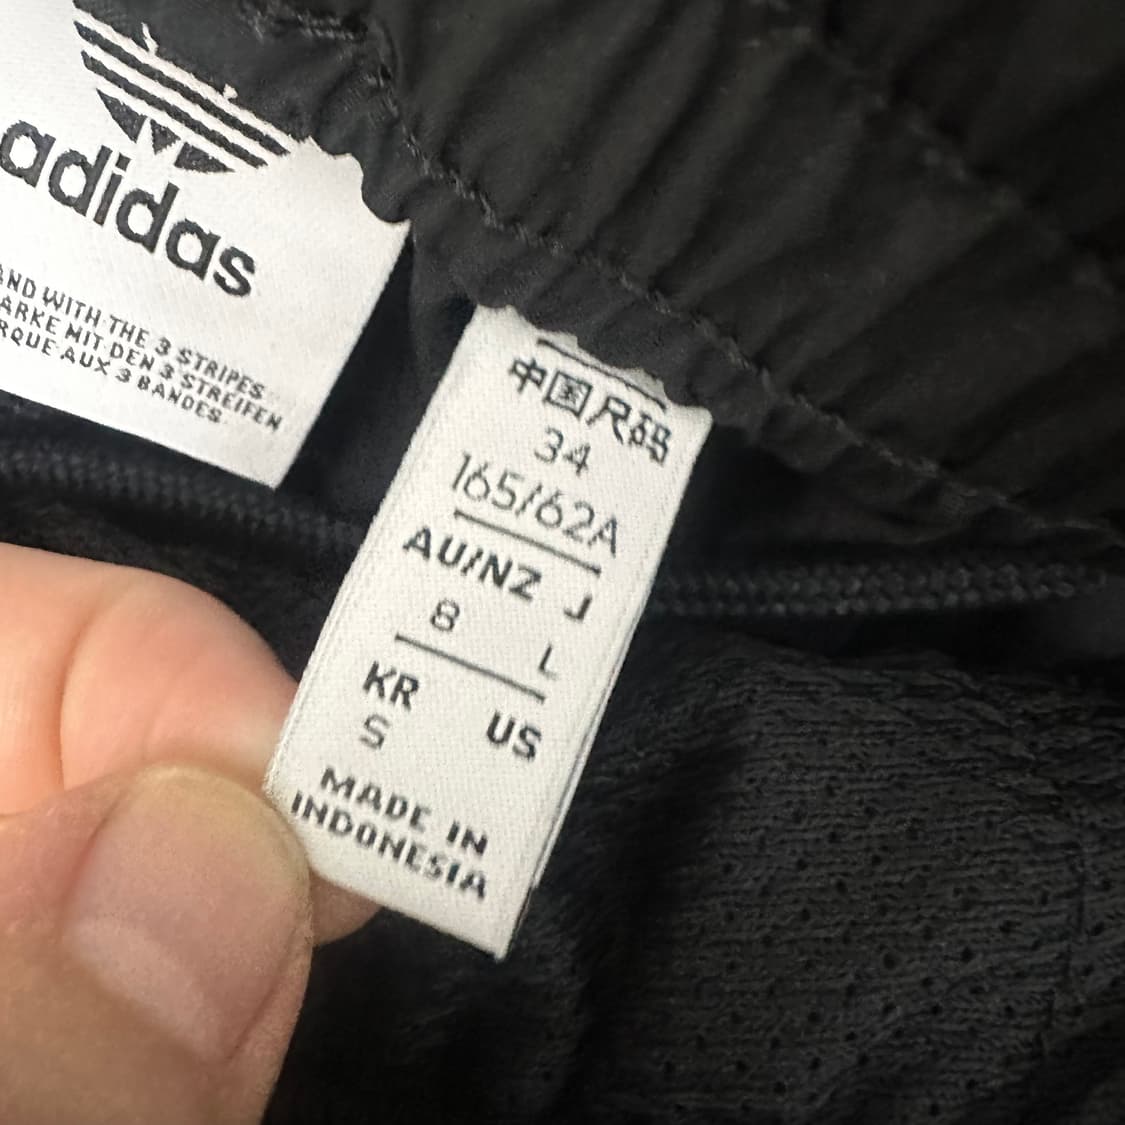 adidas
AND WITH THE 3 STRIPES
ARKE MIT DEN 3 STREIFEN
RQUE AUX 3 BANDES
中国尺码
34
165/62A
AU/NZ J
8 L
KR US
S
MADE IN
INDONESIA